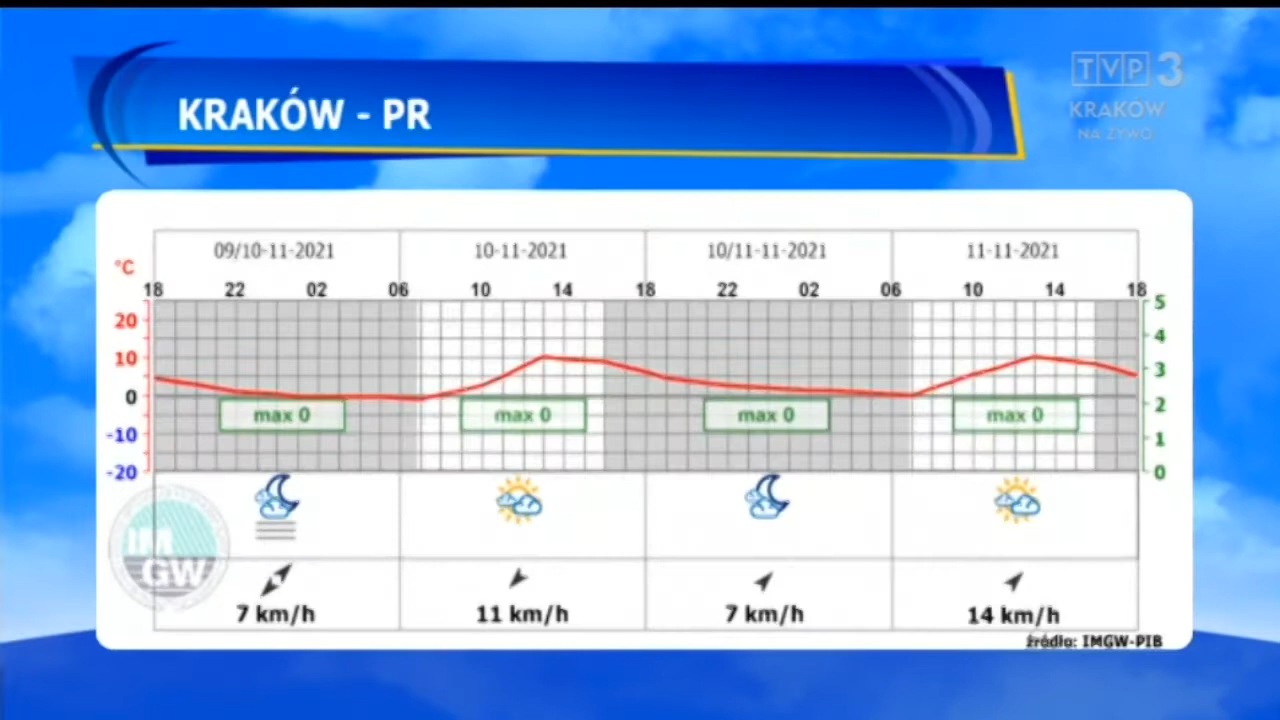 KRAKÓW - PR
TVP3
KRAKÓW
NA ŻYWO
09/10-11-2021 10-11-2021 10/11-11-2021 11-11-2021
°C
18 22 02 06 10 14 18 22 02 06 10 14 18
20 5
10 4
0 3
-10 2
-20 1
0
max 0 max 0 max 0 max 0
IM
GW
7 km/h 11 km/h 7 km/h 14 km/h
źródło: IMGW-PIB